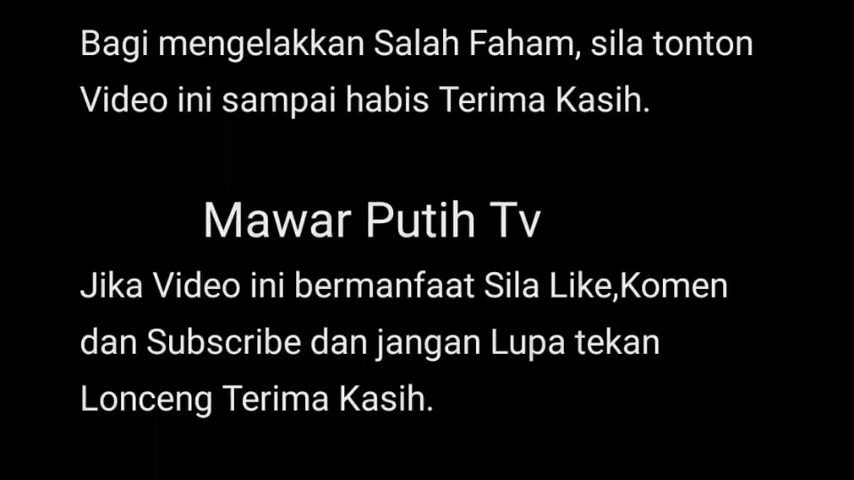 Bagi mengelakkan Salah Faham, sila tonton
Video ini sampai habis Terima Kasih.
Mawar Putih Tv
Jika Video ini bermanfaat Sila Like,Komen
dan Subscribe dan jangan Lupa tekan
Lonceng Terima Kasih.